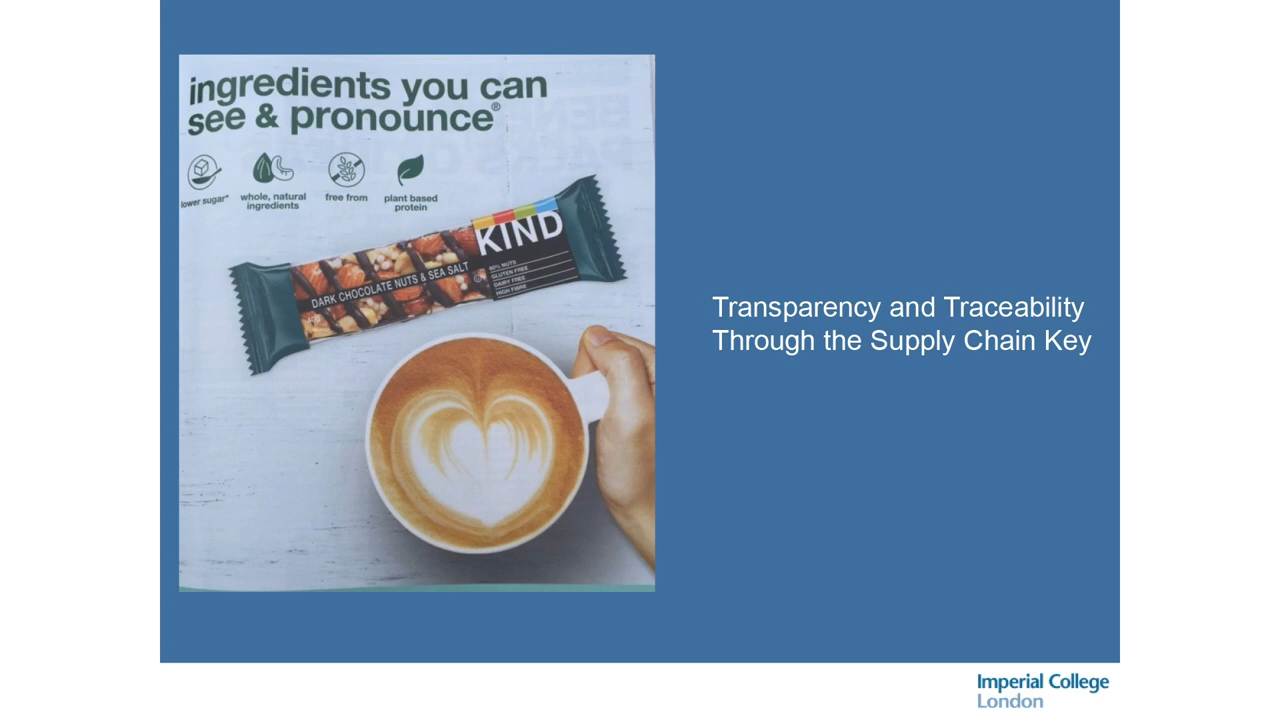 ingredients you can
see & pronounce®
lower sugar*
whole, natural
ingredients
free from
plant based
protein
KIND
DARK CHOCOLATE NUTS & SEA SALT
60% NUTS
GLUTEN FREE
DAIRY FREE
HIGH FIBRE
Transparency and Traceability
Through the Supply Chain Key
Imperial College
London